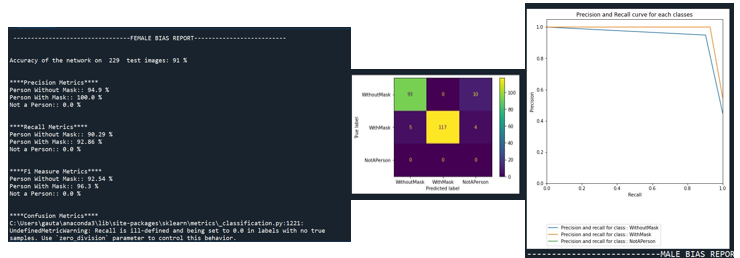 --------------------------------FEMALE BIAS REPORT-------------------------
Accuracy of the network on 229 test images: 91 %
****Precision Metrics****
Person Without Mask:: 94.9 %
Person With Mask:: 100.0 %
Not a Person:: 0.0 %
****Recall Metrics****
Person Without Mask:: 90.29 %
Person With Mask:: 92.86 %
Not a Person:: 0.0 %
****F1 Measure Metrics****
Person Without Mask:: 92.54 %
Person With Mask:: 96.3 %
Not a Person:: 0.0 %
****Confusion Metrics****
C:\Users\gauta\anaconda3\lib\site-packages\sklearn\metrics\_classification.py:1221:
UndefinedMetricWarning: Recall is ill-defined and being set to 0.0 in labels with no true
samples. Use `zero_division` parameter to control this behavior.
True label
WithoutMask
93 0 10
WithMask
5 117 4
NotAPerson
0 0 0
WithoutMask WithMask NotAPerson
Predicted label
100
80
60
40
20
0
Precision and Recall curve for each classes
Precision
1.0
0.8
0.6
0.4
0.2
0.0
0.0 0.2 0.4 0.6 0.8 1.0
Recall
Precision and recall for class : WithoutMask
Precision and recall for class : WithMask
Precision and recall for class : NotAPerson
--------------------------MALE BIAS REPOR